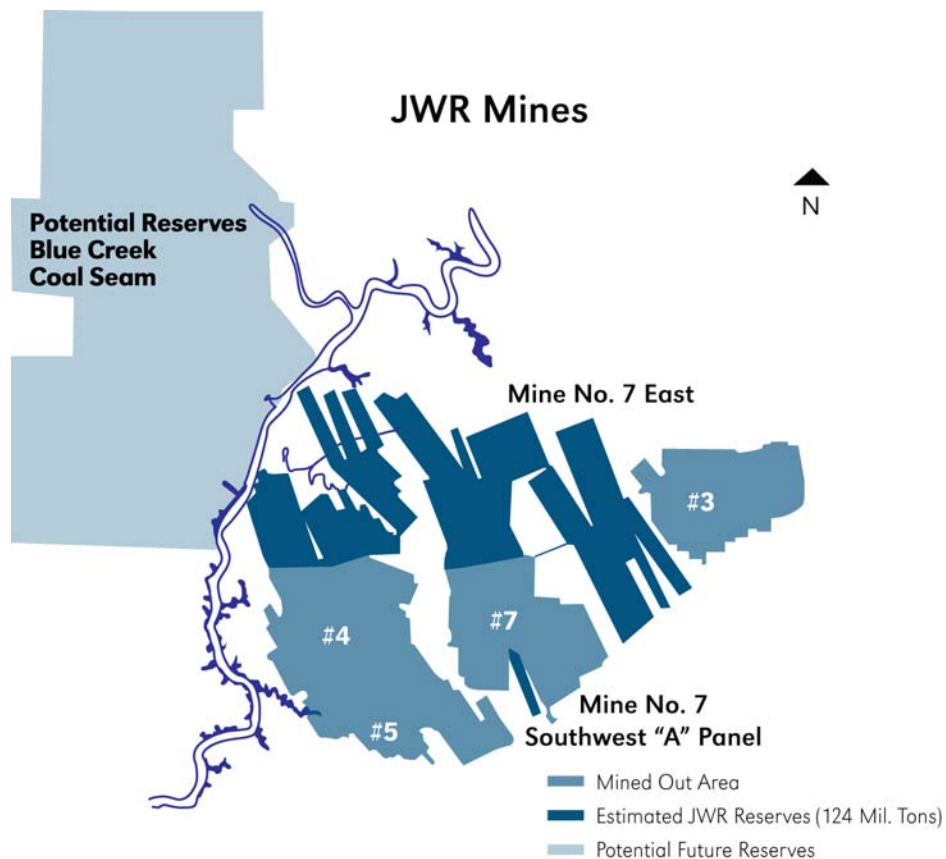 JWR Mines
N
Potential Reserves
Blue Creek
Coal Seam
Mine No. 7 East
#3
#4
#7
#5
Mine No. 7
Southwest “A” Panel
Mined Out Area
Estimated JWR Reserves (124 Mil. Tons)
Potential Future Reserves